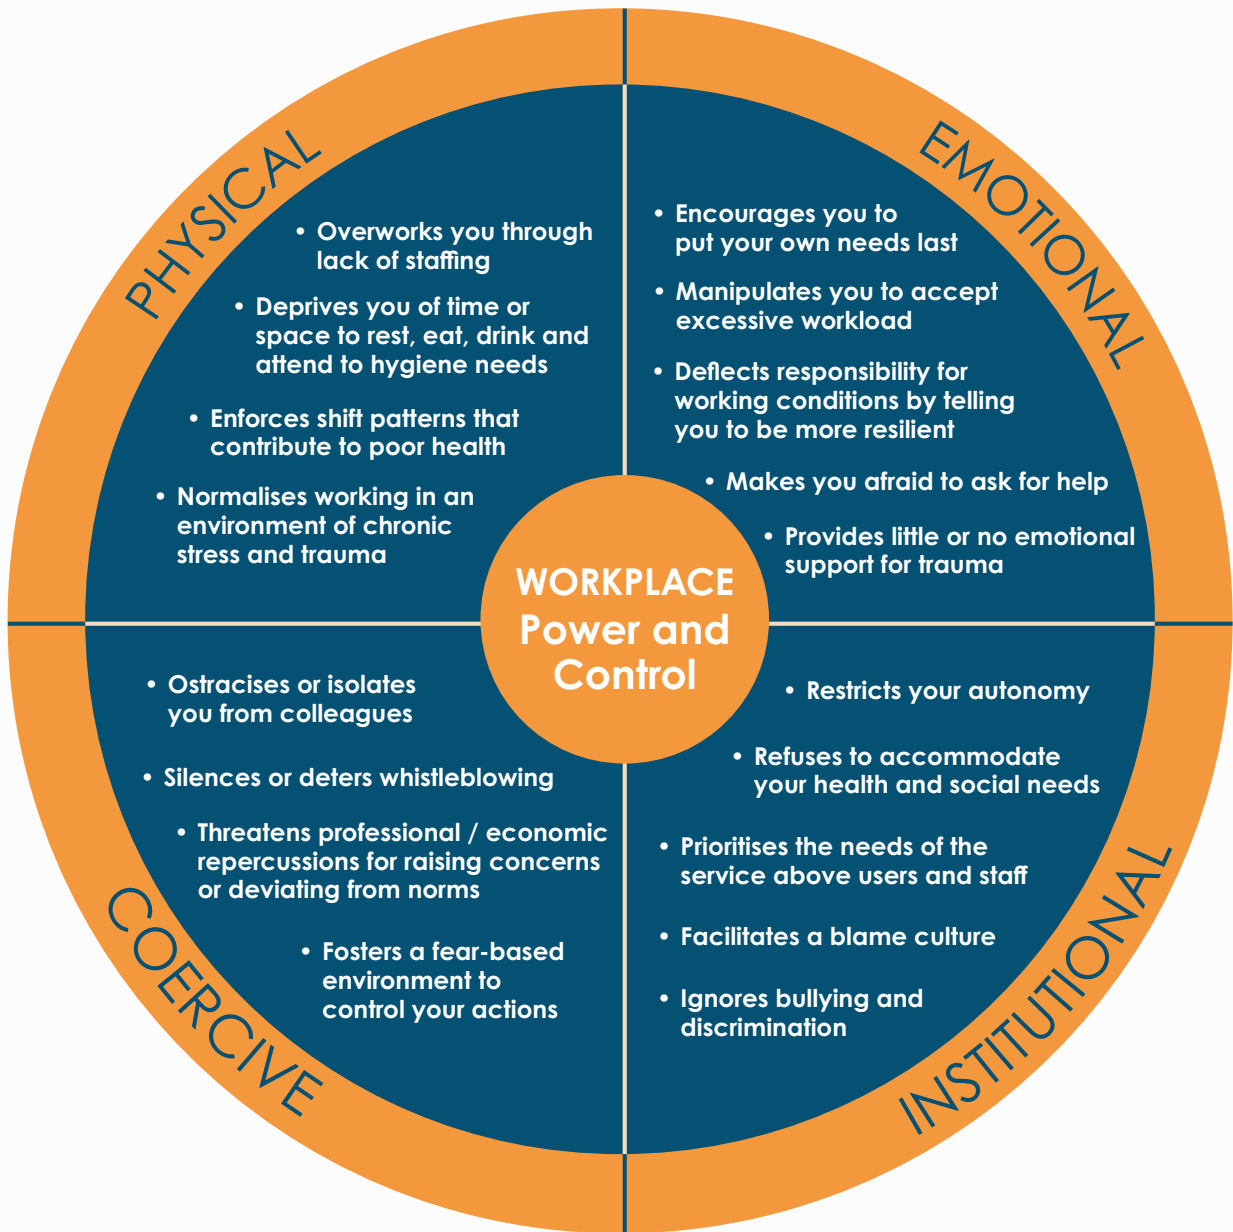 PHYSICAL
• Overworks you through
lack of staffing
• Deprives you of time or
space to rest, eat, drink and
attend to hygiene needs
• Enforces shift patterns that
contribute to poor health
• Normalises working in an
environment of chronic
stress and trauma
EMOTIONAL
• Encourages you to
put your own needs last
• Manipulates you to accept
excessive workload
• Deflects responsibility for
working conditions by telling
you to be more resilient
• Makes you afraid to ask for help
• Provides little or no emotional
support for trauma
WORKPLACE
Power and
Control
COERCIVE
• Ostracises or isolates
you from colleagues
• Silences or deters whistleblowing
• Threatens professional / economic
repercussions for raising concerns
or deviating from norms
• Fosters a fear-based
environment to
control your actions
INSTITUTIONAL
• Restricts your autonomy
• Refuses to accommodate
your health and social needs
• Prioritises the needs of the
service above users and staff
• Facilitates a blame culture
• Ignores bullying and
discrimination